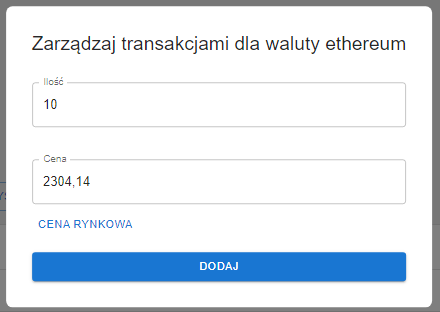 Zarządzaj transakcjami dla waluty ethereum
Ilość
10
Cena
2304,14
CENA RYNKOWA
DODAJ